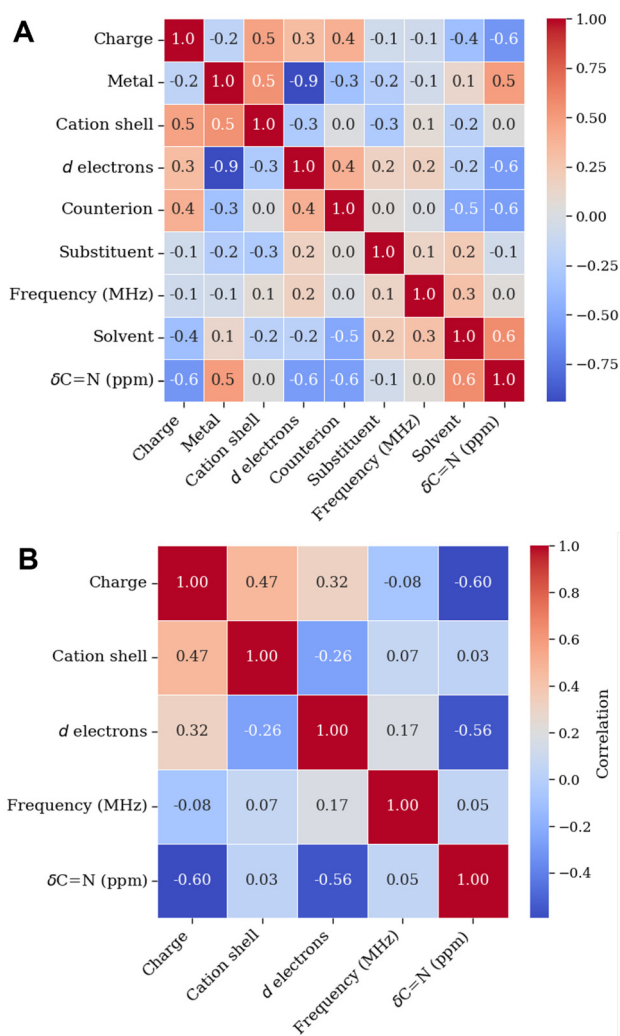 A
Charge 1.0 -0.2 0.5 0.3 0.4 -0.1 -0.1 -0.4 -0.6
Metal -0.2 1.0 0.5 -0.9 -0.3 -0.2 -0.1 0.1 0.5
Cation shell 0.5 0.5 1.0 -0.3 0.0 -0.3 0.1 -0.2 0.0
d electrons 0.3 -0.9 -0.3 1.0 0.4 0.2 0.2 -0.2 -0.6
Counterion 0.4 -0.3 0.0 0.4 1.0 0.0 0.0 -0.5 -0.6
Substituent -0.1 -0.2 -0.3 0.2 0.0 1.0 0.1 0.2 -0.1
Frequency (MHz) -0.1 -0.1 0.1 0.2 0.0 0.1 1.0 0.3 0.0
Solvent -0.4 0.1 -0.2 -0.2 -0.5 0.2 0.3 1.0 0.6
δC=N (ppm) -0.6 0.5 0.0 -0.6 -0.6 -0.1 0.0 0.6 1.0
Charge
Metal
Cation shell
d electrons
Counterion
Substituent
Frequency (MHz)
Solvent
δC=N (ppm)
1.00
0.75
0.50
0.25
0.00
−0.25
−0.50
−0.75
B
Charge 1.00 0.47 0.32 -0.08 -0.60
Cation shell 0.47 1.00 -0.26 0.07 0.03
d electrons 0.32 -0.26 1.00 0.17 -0.56
Frequency (MHz) -0.08 0.07 0.17 1.00 0.05
δC=N (ppm) -0.60 0.03 -0.56 0.05 1.00
Charge
Cation shell
d electrons
Frequency (MHz)
δC=N (ppm)
1.0
0.8
0.6
0.4
0.2
0.0
−0.2
−0.4
Correlation